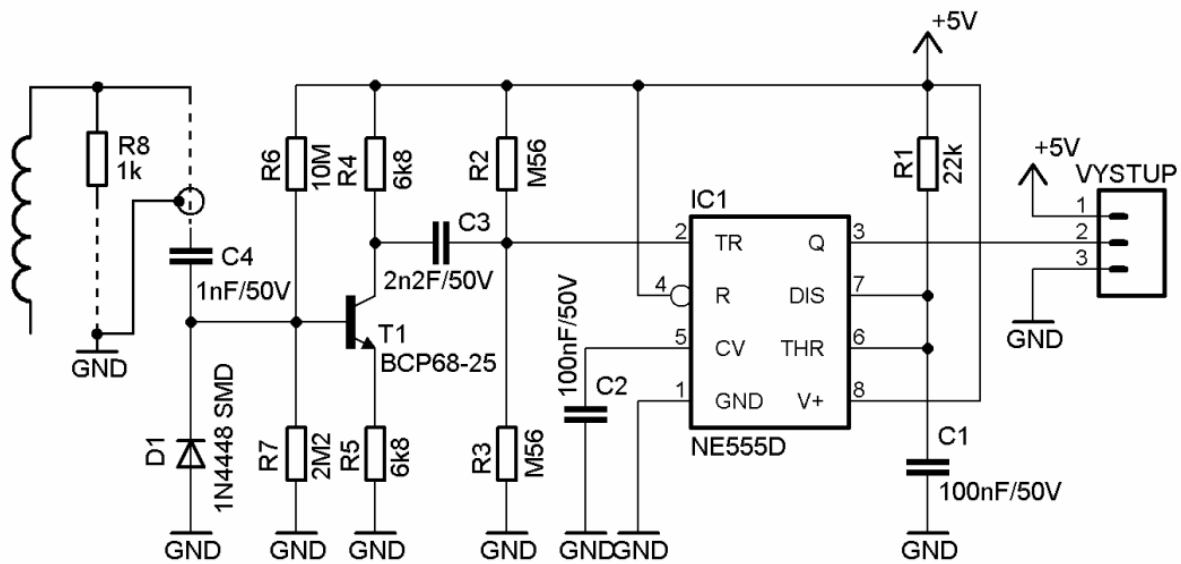 +5V
R8
1k
R6
10M
R4
6k8
R2
M56
R1
22k
+5V
VYSTUP
1
2
3
IC1
C3
2n2F/50V
C4
1nF/50V
2 TR Q 3
4 R DIS 7
5 CV THR 6
1 GND V+ 8
NE555D
GND
GND
T1
BCP68-25
100nF/50V
C2
D1
1N4448 SMD
R7
2M2
R5
6k8
R3
M56
C1
100nF/50V
GND
GND
GND
GND
GND
GND
GND